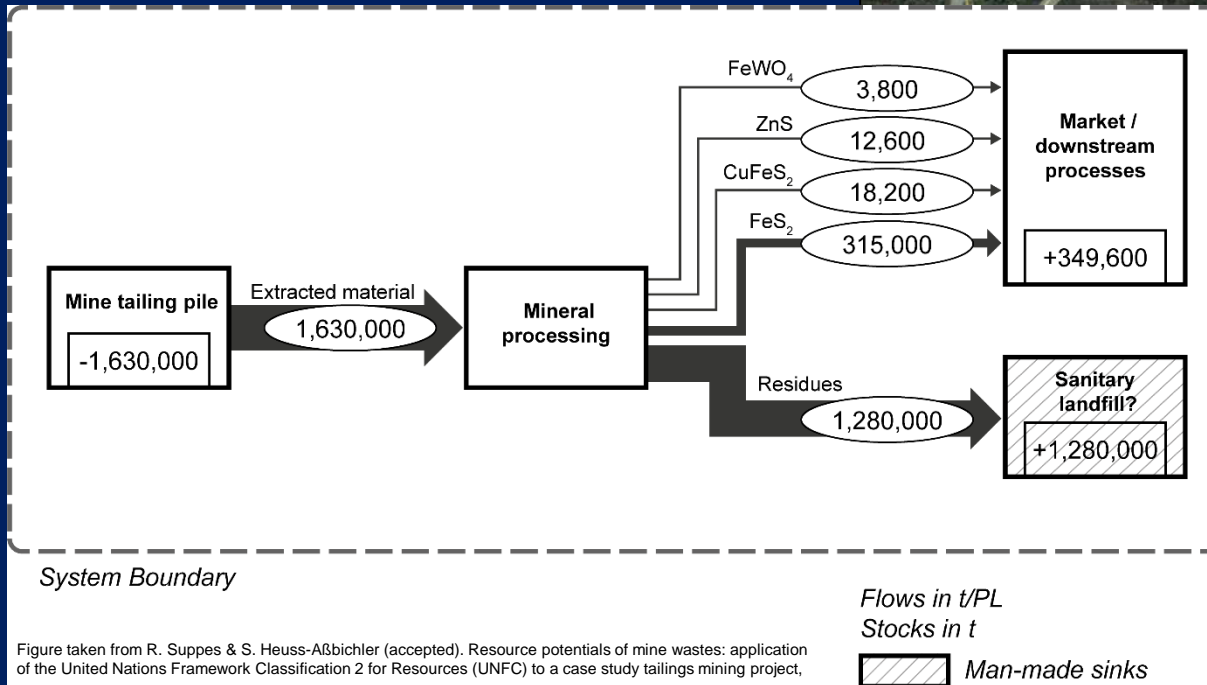 FeWO₄
3,800
ZnS
12,600
CuFeS₂
18,200
FeS₂
315,000
Market /
downstream
processes
+349,600
Mine tailing pile
-1,630,000
Extracted material
1,630,000
Mineral
processing
Residues
1,280,000
Sanitary
landfill?
+1,280,000
System Boundary
Flows in t/PL
Stocks in t
Man-made sinks
Figure taken from R. Suppes & S. Heuss-Aßbichler (accepted). Resource potentials of mine wastes: application
of the United Nations Framework Classification 2 for Resources (UNFC) to a case study tailings mining project,